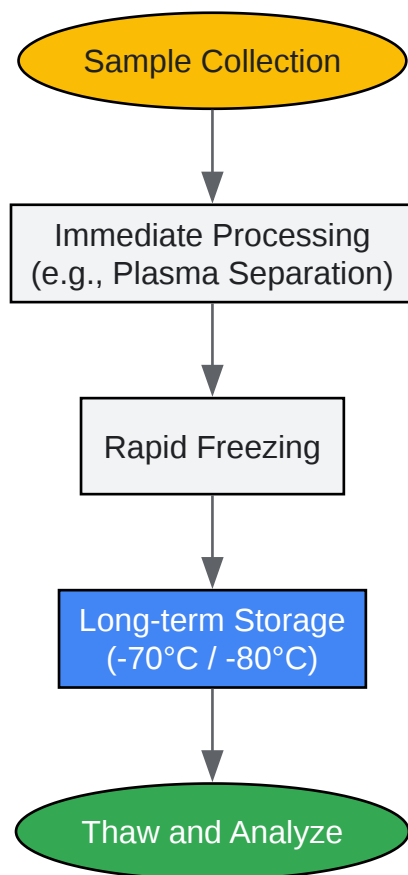 Sample Collection
Immediate Processing
(e.g., Plasma Separation)
Rapid Freezing
Long-term Storage
(-70°C / -80°C)
Thaw and Analyze